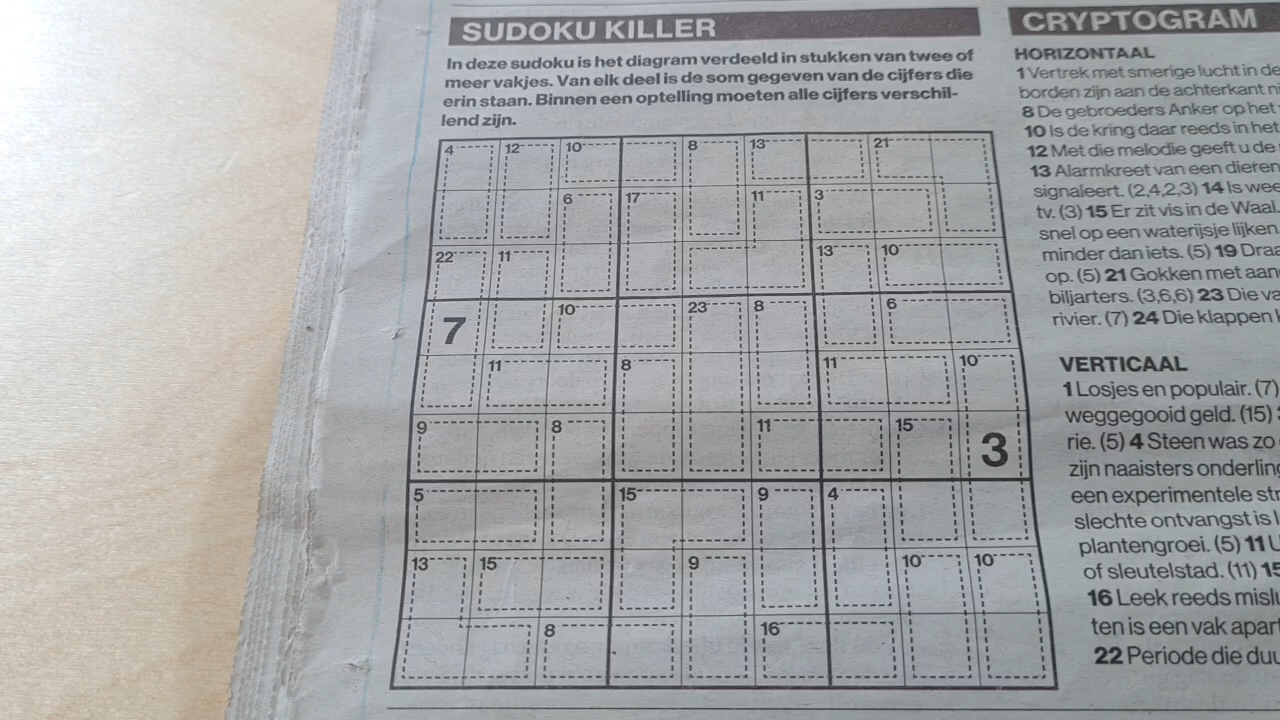 SUDOKU KILLER
In deze sudoku is het diagram verdeeld in stukken van twee of
meer vakjes. Van elk deel is de som gegeven van de cijfers die
erin staan. Binnen een optelling moeten alle cijfers verschil-
lend zijn.
4 12 10 8 13 21
6 17 11 3
22 11 13 10
7 10 23 8 6
11 8 11 10
9 8 11 15 3
5 15 9 4
13 15 9 10 10
8 16
CRYPTOGRAM
HORIZONTAAL
1 Vertrek met smerige lucht in de
borden zijn aan de achterkant
8 De gebroeders Anker op het
10 Is de kring daar reeds in het
12 Met die melodie geeft u de
13 Alarmkreet van een dieren
signaleert. (2,4,2,3) 14 Is
tv. (3) 15 Er zit vis in de Waal.
snel op een waterijsje lijken.
minder dan iets. (5) 19
op. (5) 21 Gokken met
biljarters. (3,6,6) 23 Die
rivier. (7) 24 Die klappen
VERTICAAL
1 Losjes en populair. (7)
weggegooid geld. (15)
rie. (5) 4 Steen was zo
zijn naaisters
een experimentele
slechte ontvangst is
plantengroei. (5) 11
of sleutelstad. (11) 15
16 Leek reeds
ten is een vak
22 Periode die